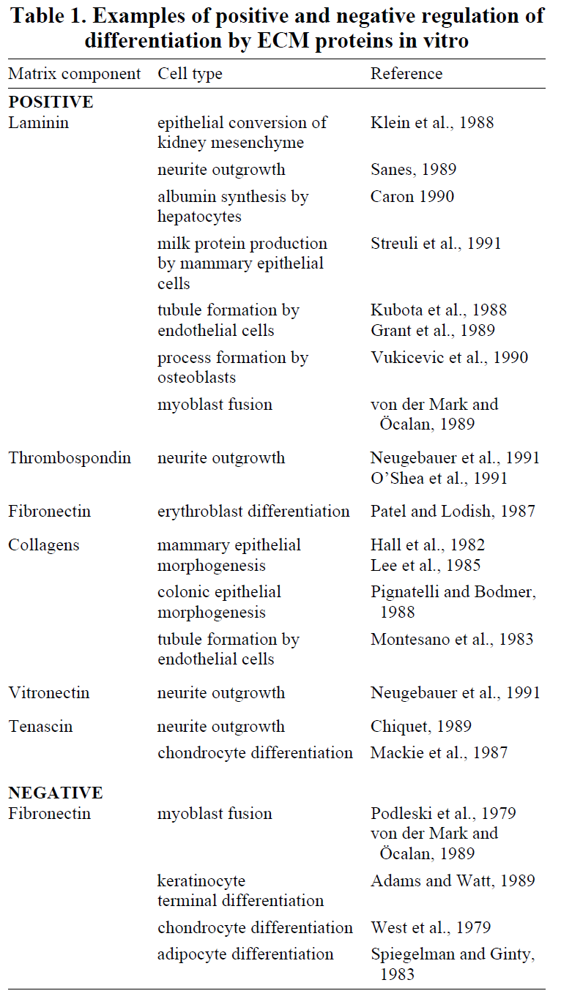 Table 1. Examples of positive and negative regulation of
differentiation by ECM proteins in vitro
Matrix component Cell type Reference
POSITIVE
Laminin epithelial conversion of Klein et al., 1988
kidney mesenchyme
neurite outgrowth Sanes, 1989
albumin synthesis by Caron 1990
hepatocytes
milk protein production Streuli et al., 1991
by mammary epithelial
cells
tubule formation by Kubota et al., 1988
endothelial cells Grant et al., 1989
process formation by Vukicevic et al., 1990
osteoblasts
myoblast fusion von der Mark and
Öcalan, 1989
Thrombospondin neurite outgrowth Neugebauer et al., 1991
O’Shea et al., 1991
Fibronectin erythroblast differentiation Patel and Lodish, 1987
Collagens mammary epithelial Hall et al., 1982
morphogenesis Lee et al., 1985
colonic epithelial Pignatelli and Bodmer,
morphogenesis 1988
tubule formation by Montesano et al., 1983
endothelial cells
Vitronectin neurite outgrowth Neugebauer et al., 1991
Tenascin neurite outgrowth Chiquet, 1989
chondrocyte differentiation Mackie et al., 1987
NEGATIVE
Fibronectin myoblast fusion Podleski et al., 1979
von der Mark and
Öcalan, 1989
keratinocyte Adams and Watt, 1989
terminal differentiation
chondrocyte differentiation West et al., 1979
adipocyte differentiation Spiegelman and Ginty,
1983